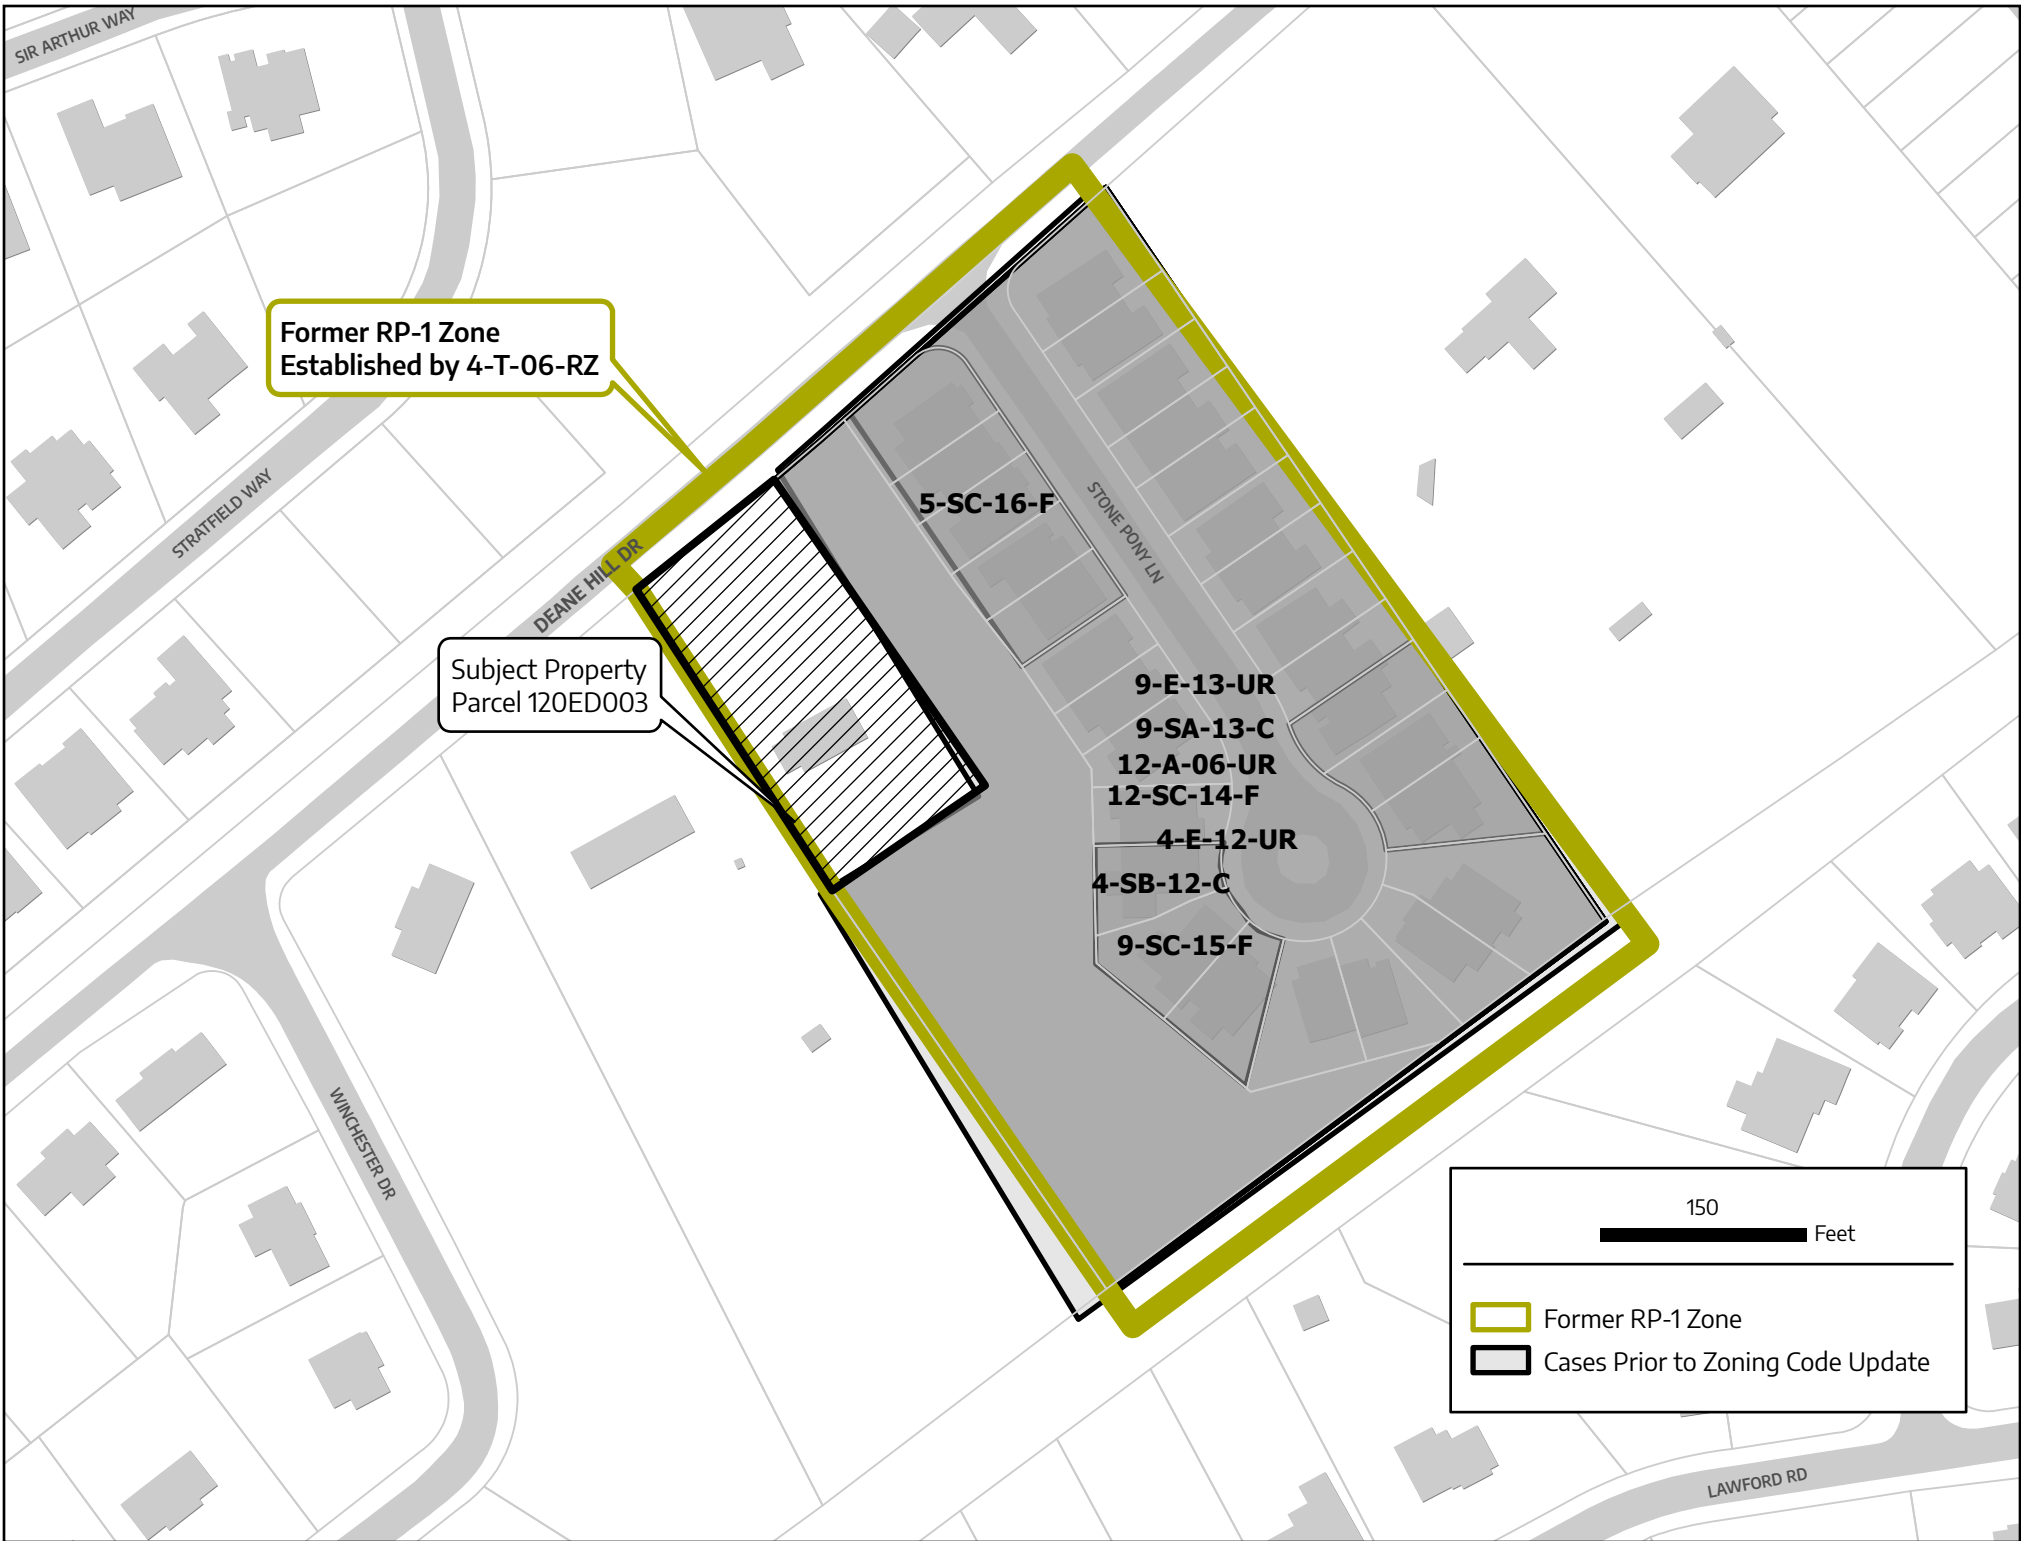 SIR ARTHUR WAY
Former RP-1 Zone
Established by 4-T-06-RZ
STRATFIELD WAY
DEANE HILL DR
STONE PONY LN
5-SC-16-F
Subject Property
Parcel 120ED003
9-E-13-UR
9-SA-13-C
12-A-06-UR
12-SC-14-F
4-E-12-UR
4-SB-12-C
9-SC-15-F
WINCHESTER DR
150
Feet
Former RP-1 Zone
Cases Prior to Zoning Code Update
LAWFORD RD